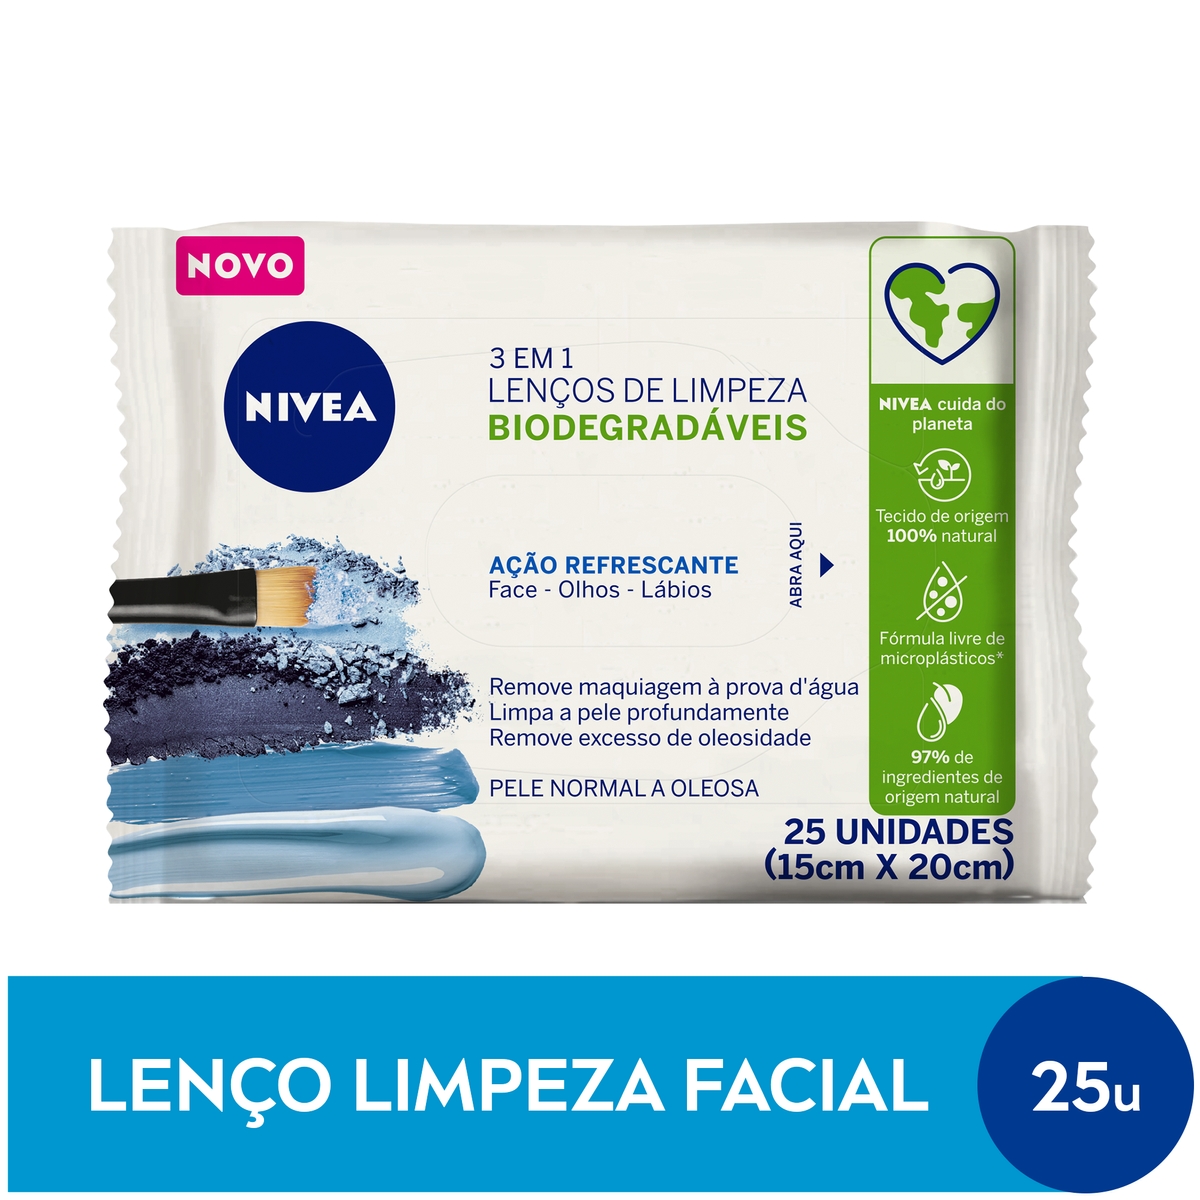 NOVO
NIVEA
3 EM 1
LENÇOS DE LIMPEZA
BIODEGRADÁVEIS
AÇÃO REFRESCANTE
Face - Olhos - Lábios
ABRA AQUI
Remove maquiagem à prova d'água
Limpa a pele profundamente
Remove excesso de oleosidade
PELE NORMAL A OLEOSA
NIVEA cuida do
planeta
Tecido de origem
100% natural
Fórmula livre de
microplásticos*
97% de
ingredientes de
origem natural
25 UNIDADES
(15cm X 20cm)
LENÇO LIMPEZA FACIAL
25u